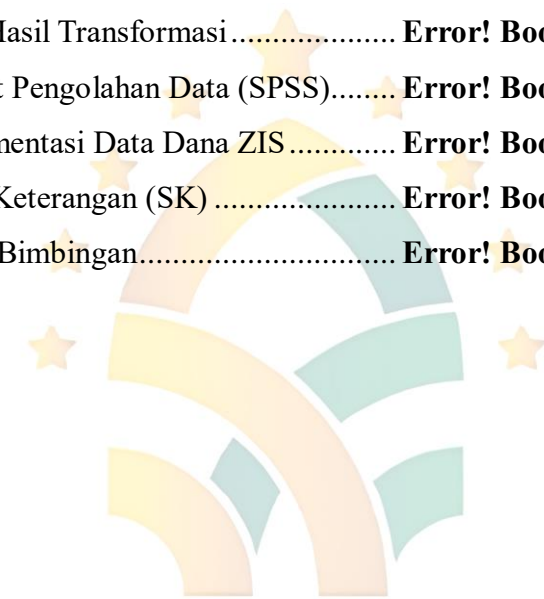 Hasil Transformasi................... Error! Boo
t Pengolahan Data (SPSS)........ Error! Boo
mentasi Data Dana ZIS............. Error! Boo
Keterangan (SK) ..................... Error! Boo
Bimbingan.............................. Error! Boo